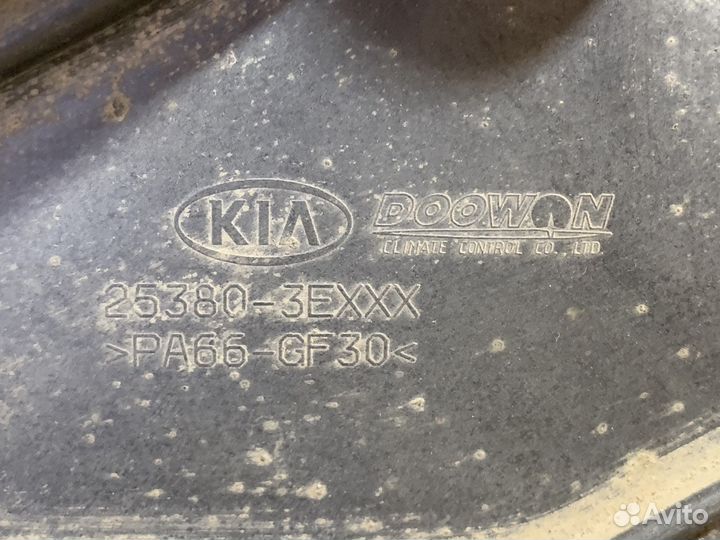 KIA DOOWON
CLIMATE CONTROL CO., LTD.
25380-3EXXX
>PA66-GF30<
Avito